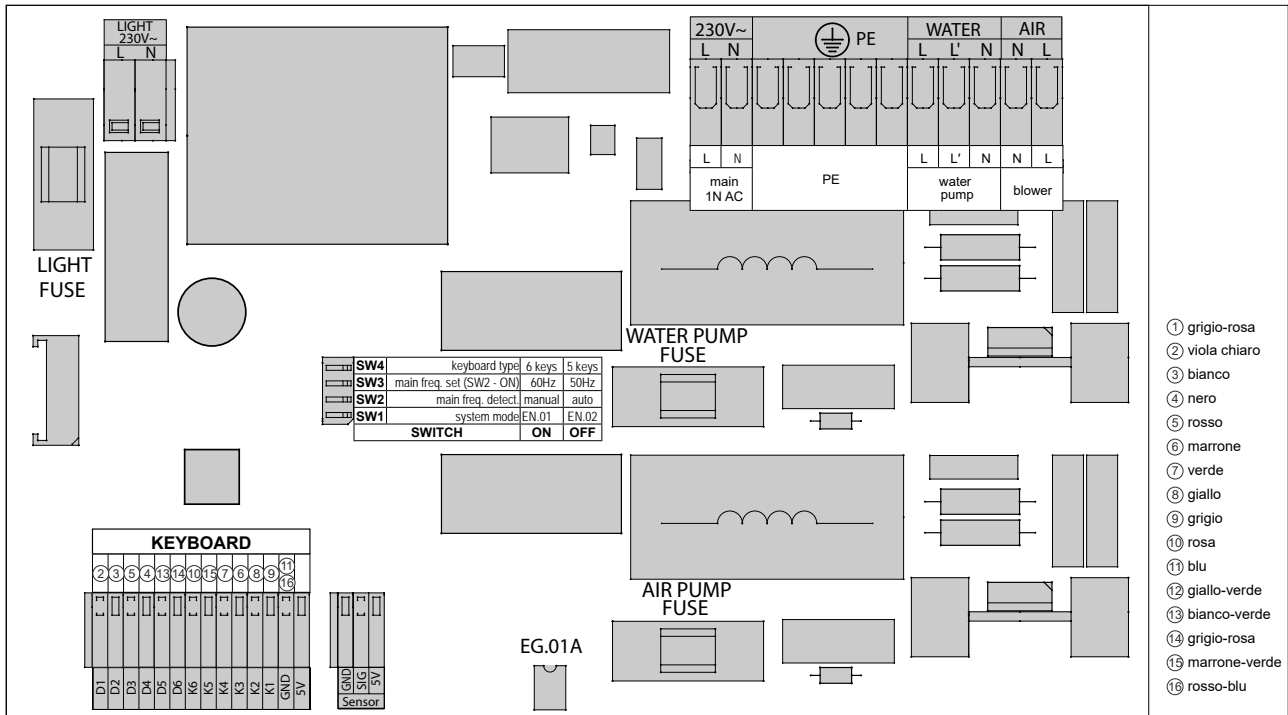 LIGHT
230V~
L N
LIGHT
FUSE
230V~ PE WATER AIR
L N L L' N N L
L N PE L L' N N L
main
1N AC
water
pump
blower
WATER PUMP
FUSE
SW4 keyboard type 6 keys 5 keys
SW3 main freq. set (SW2 - ON) 60Hz 50Hz
SW2 main freq. detect. manual auto
SW1 system mode EN.01 EN.02
SWITCH ON OFF
AIR PUMP
FUSE
EG.01A
KEYBOARD
2 3 5 4 13 14 10 15 7 6 8 9 11 16
D1 D2 D3 D4 D5 D6 K6 K5 K4 K3 K2 K1 GND 5V
GND SIG 5V
Sensor
1 grigio-rosa
2 viola chiaro
3 bianco
4 nero
5 rosso
6 marrone
7 verde
8 giallo
9 grigio
10 rosa
11 blu
12 giallo-verde
13 bianco-verde
14 grigio-rosa
15 marrone-verde
16 rosso-blu